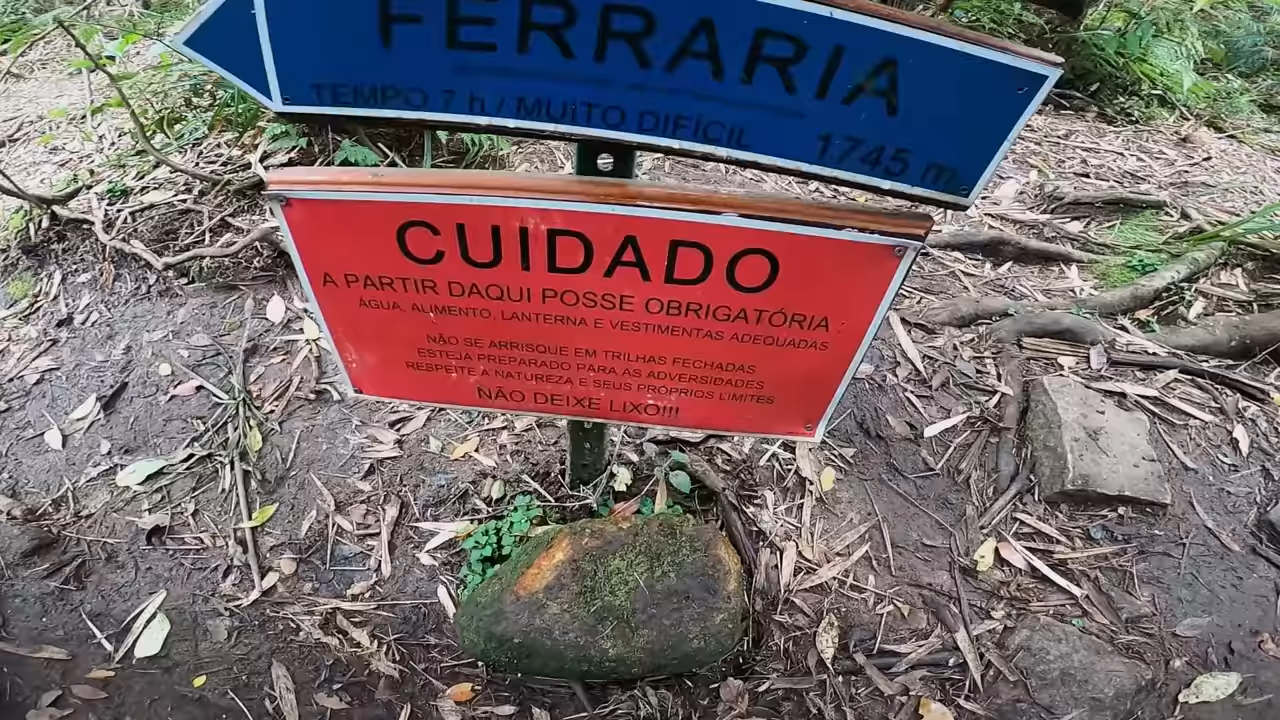 FERRARIA
TEMPO 7 h / MUITO DIFÍCIL 1745 m
CUIDADO
A PARTIR DAQUI POSSE OBRIGATÓRIA :
ÁGUA, ALIMENTO, LANTERNA E VESTIMENTAS ADEQUADAS
NÃO SE ARRISQUE EM TRILHAS FECHADAS
ESTEJA PREPARADO PARA AS ADVERSIDADES
RESPEITE A NATUREZA E SEUS PRÓPRIOS LIMITES
NÃO DEIXE LIXO!!!